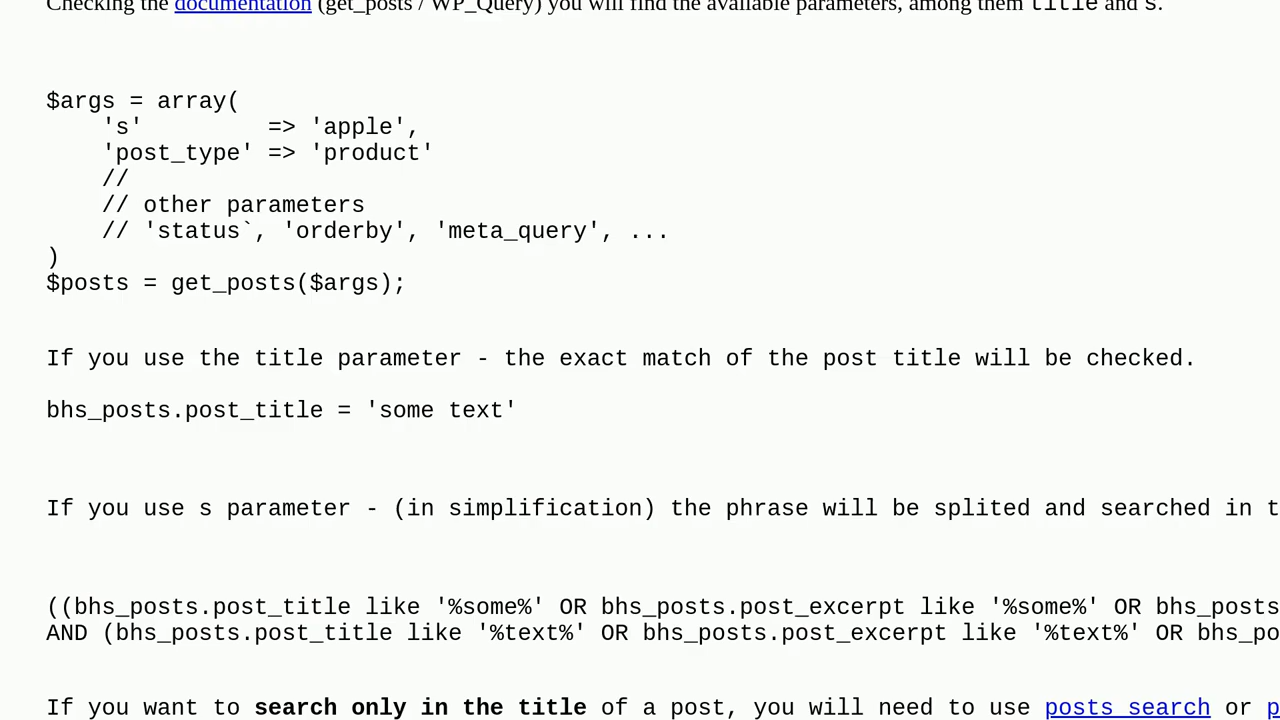 Checking the documentation (get_posts / WP_Query) you will find the available parameters, among them title and s.
$args = array(
    's'         => 'apple',
    'post_type' => 'product'
    //
    // other parameters
    // 'status`, 'orderby', 'meta_query', ...
)
$posts = get_posts($args);
If you use the title parameter - the exact match of the post title will be checked.
bhs_posts.post_title = 'some text'
If you use s parameter - (in simplification) the phrase will be splited and searched in t
((bhs_posts.post_title like '%some%' OR bhs_posts.post_excerpt like '%some%' OR bhs_posts
AND (bhs_posts.post_title like '%text%' OR bhs_posts.post_excerpt like '%text%' OR bhs_po
If you want to search only in the title of a post, you will need to use posts_search or p